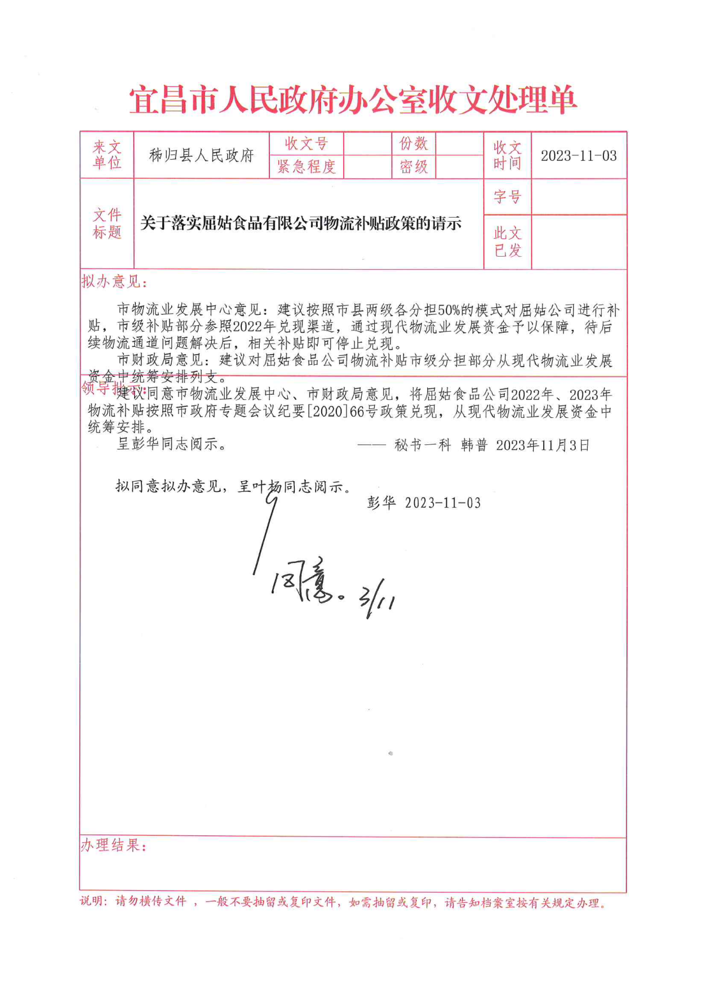 宜昌市人民政府办公室收文处理单
来文单位
秭归县人民政府
收文号
份数
收文时间
2023-11-03
紧急程度
密级
文件标题
关于落实屈姑食品有限公司物流补贴政策的请示
字号
此文已发
拟办意见：
市物流业发展中心意见：建议按照市县两级各分担50%的模式对屈姑公司进行补
贴，市级补贴部分参照2022年兑现渠道，通过现代物流业发展资金予以保障，待后
续物流通道问题解决后，相关补贴即可停止兑现。
市财政局意见：建议对屈姑食品公司物流补贴市级分担部分从现代物流业发展
资金中统筹安排列支。
领导批示：
建议同意市物流业发展中心、市财政局意见，将屈姑食品公司2022年、2023年
物流补贴按照市政府专题会议纪要[2020]66号政策兑现，从现代物流业发展资金中
统筹安排。
呈彭华同志阅示。 —— 秘书一科 韩普 2023年11月3日
拟同意拟办意见，呈叶杨同志阅示。
彭华 2023-11-03
同意。3/11
办理结果：
说明：请勿横传文件，一般不要抽留或复印文件，如需抽留或复印，请告知档案室按有关规定办理。